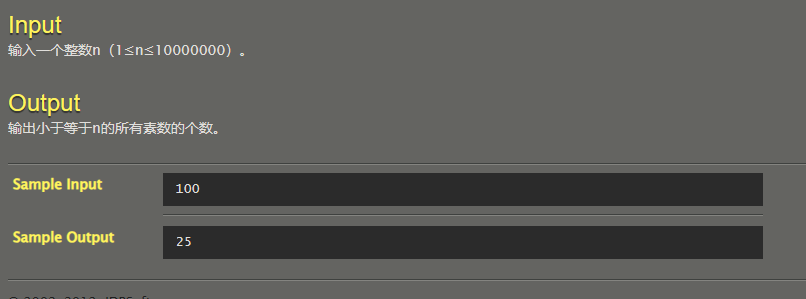 Input
输入一个整数n（1≤n≤10000000）。
Output
输出小于等于n的所有素数的个数。
Sample Input
100
Sample Output
25